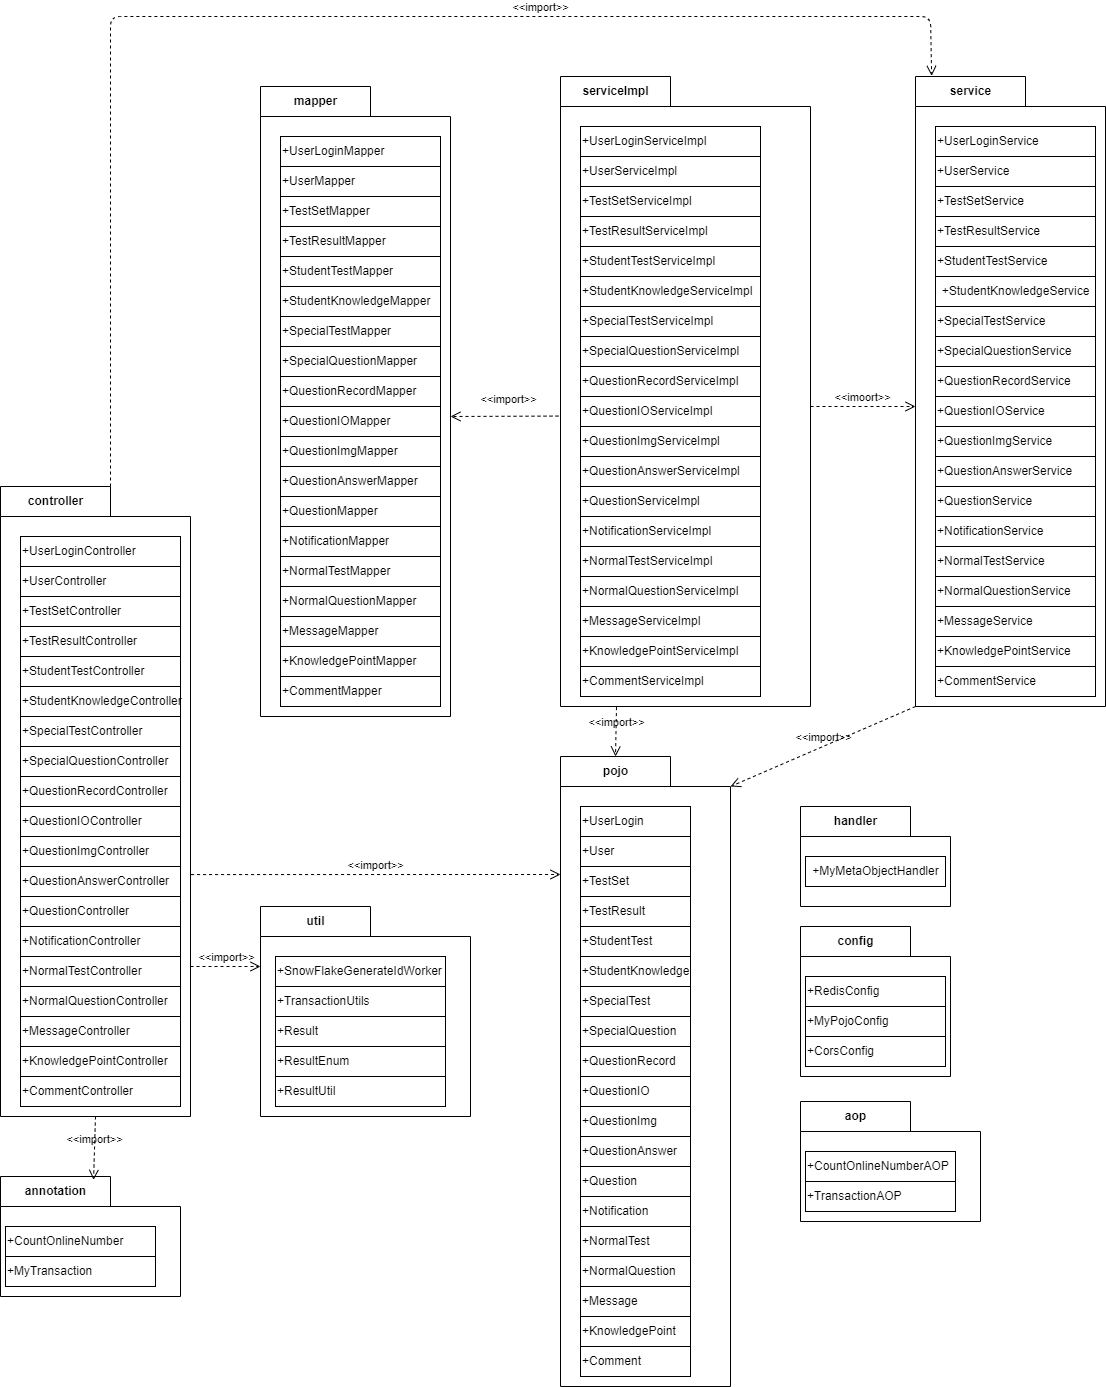 <<import>>
mapper
+UserLoginMapper
+UserMapper
+TestSetMapper
+TestResultMapper
+StudentTestMapper
+StudentKnowledgeMapper
+SpecialTestMapper
+SpecialQuestionMapper
+QuestionRecordMapper
+QuestionIOMapper
+QuestionImgMapper
+QuestionAnswerMapper
+QuestionMapper
+NotificationMapper
+NormalTestMapper
+NormalQuestionMapper
+MessageMapper
+KnowledgePointMapper
+CommentMapper
<<import>>
serviceImpl
+UserLoginServiceImpl
+UserServiceImpl
+TestSetServiceImpl
+TestResultServiceImpl
+StudentTestServiceImpl
+StudentKnowledgeServiceImpl
+SpecialTestServiceImpl
+SpecialQuestionServiceImpl
+QuestionRecordServiceImpl
+QuestionIOServiceImpl
+QuestionImgServiceImpl
+QuestionAnswerServiceImpl
+QuestionServiceImpl
+NotificationServiceImpl
+NormalTestServiceImpl
+NormalQuestionServiceImpl
+MessageServiceImpl
+KnowledgePointServiceImpl
+CommentServiceImpl
<<imoort>>
service
+UserLoginService
+UserService
+TestSetService
+TestResultService
+StudentTestService
+StudentKnowledgeService
+SpecialTestService
+SpecialQuestionService
+QuestionRecordService
+QuestionIOService
+QuestionImgService
+QuestionAnswerService
+QuestionService
+NotificationService
+NormalTestService
+NormalQuestionService
+MessageService
+KnowledgePointService
+CommentService
controller
+UserLoginController
+UserController
+TestSetController
+TestResultController
+StudentTestController
+StudentKnowledgeController
+SpecialTestController
+SpecialQuestionController
+QuestionRecordController
+QuestionIOController
+QuestionImgController
+QuestionAnswerController
+QuestionController
+NotificationController
+NormalTestController
+NormalQuestionController
+MessageController
+KnowledgePointController
+CommentController
<<import>>
<<import>>
<<import>>
<<import>>
util
+SnowFlakeGenerateIdWorker
+TransactionUtils
+Result
+ResultEnum
+ResultUtil
pojo
+UserLogin
+User
+TestSet
+TestResult
+StudentTest
+StudentKnowledge
+SpecialTest
+SpecialQuestion
+QuestionRecord
+QuestionIO
+QuestionImg
+QuestionAnswer
+Question
+Notification
+NormalTest
+NormalQuestion
+Message
+KnowledgePoint
+Comment
handler
+MyMetaObjectHandler
config
+RedisConfig
+MyPojoConfig
+CorsConfig
aop
+CountOnlineNumberAOP
+TransactionAOP
<<import>>
annotation
+CountOnlineNumber
+MyTransaction